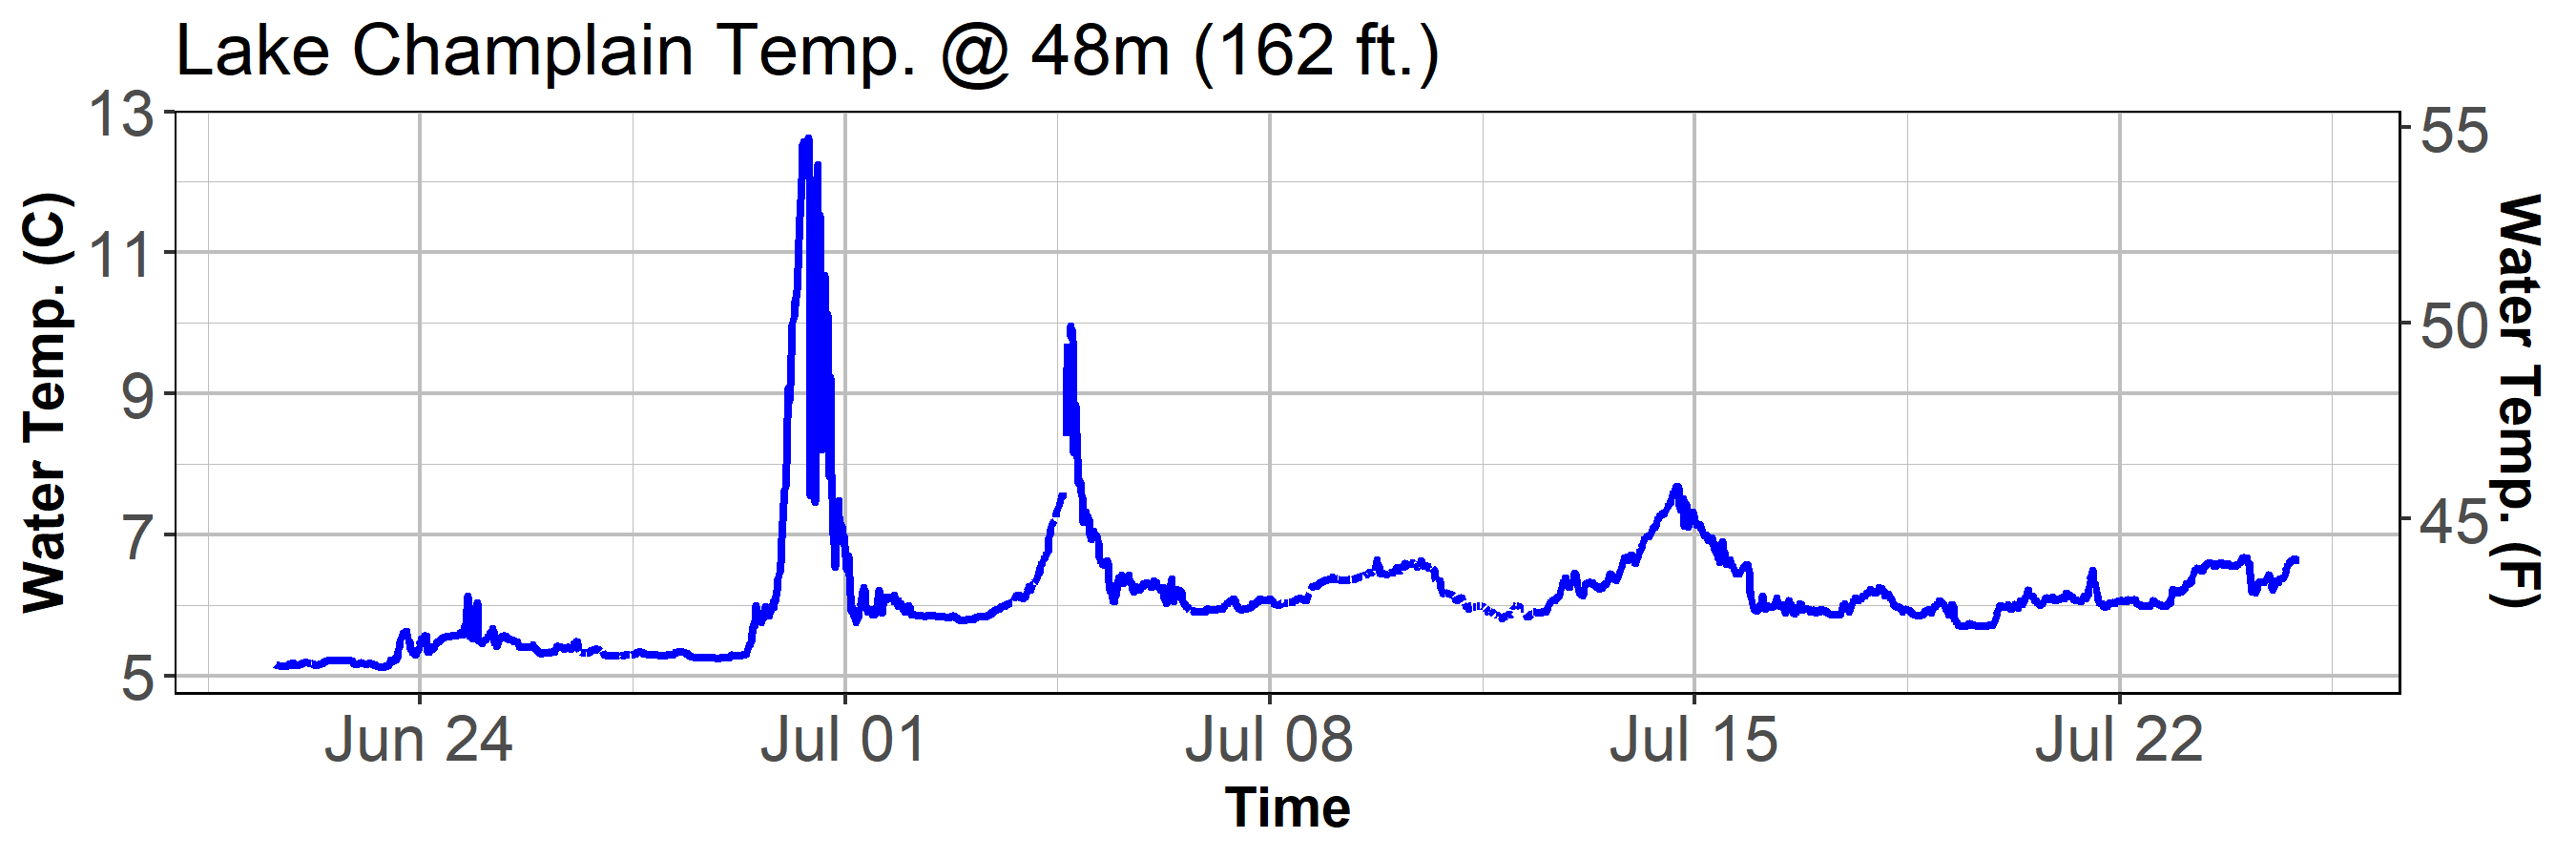 Lake Champlain Temp. @ 48m (162 ft.)
Water Temp. (C)
13
11
9
7
5
55
50
45
Water Temp. (F)
Jun 24 Jul 01 Jul 08 Jul 15 Jul 22
Time